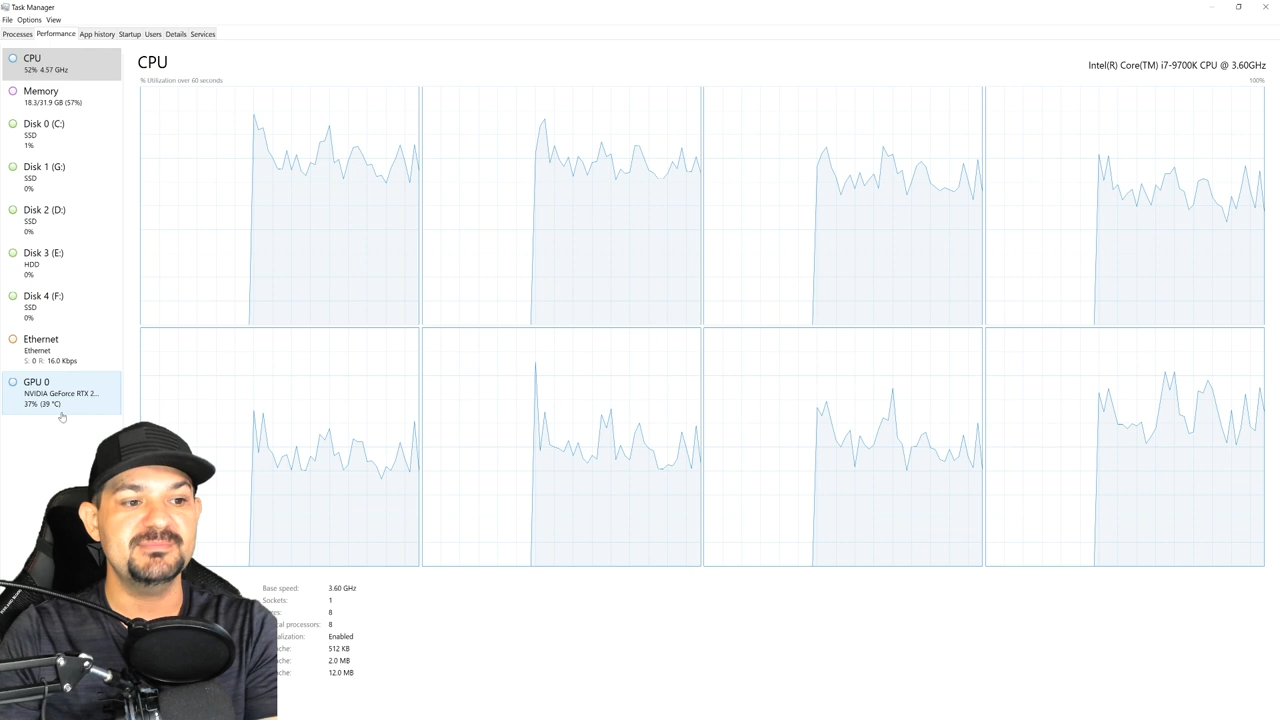 Task Manager
File Options View
Processes Performance App history Startup Users Details Services
CPU
52% 4.57 GHz
Memory
18.3/31.9 GB (57%)
Disk 0 (C:)
SSD
1%
Disk 1 (G:)
SSD
0%
Disk 2 (D:)
SSD
0%
Disk 3 (E:)
HDD
0%
Disk 4 (F:)
SSD
0%
Ethernet
Ethernet
S: 0 R: 16.0 Kbps
GPU 0
NVIDIA GeForce RTX 2...
37% (39 °C)
CPU
Intel(R) Core(TM) i7-9700K CPU @ 3.60GHz
% Utilization over 60 seconds
100%
Base speed: 3.60 GHz
Sockets: 1
8
8
Enabled
512 KB
2.0 MB
12.0 MB